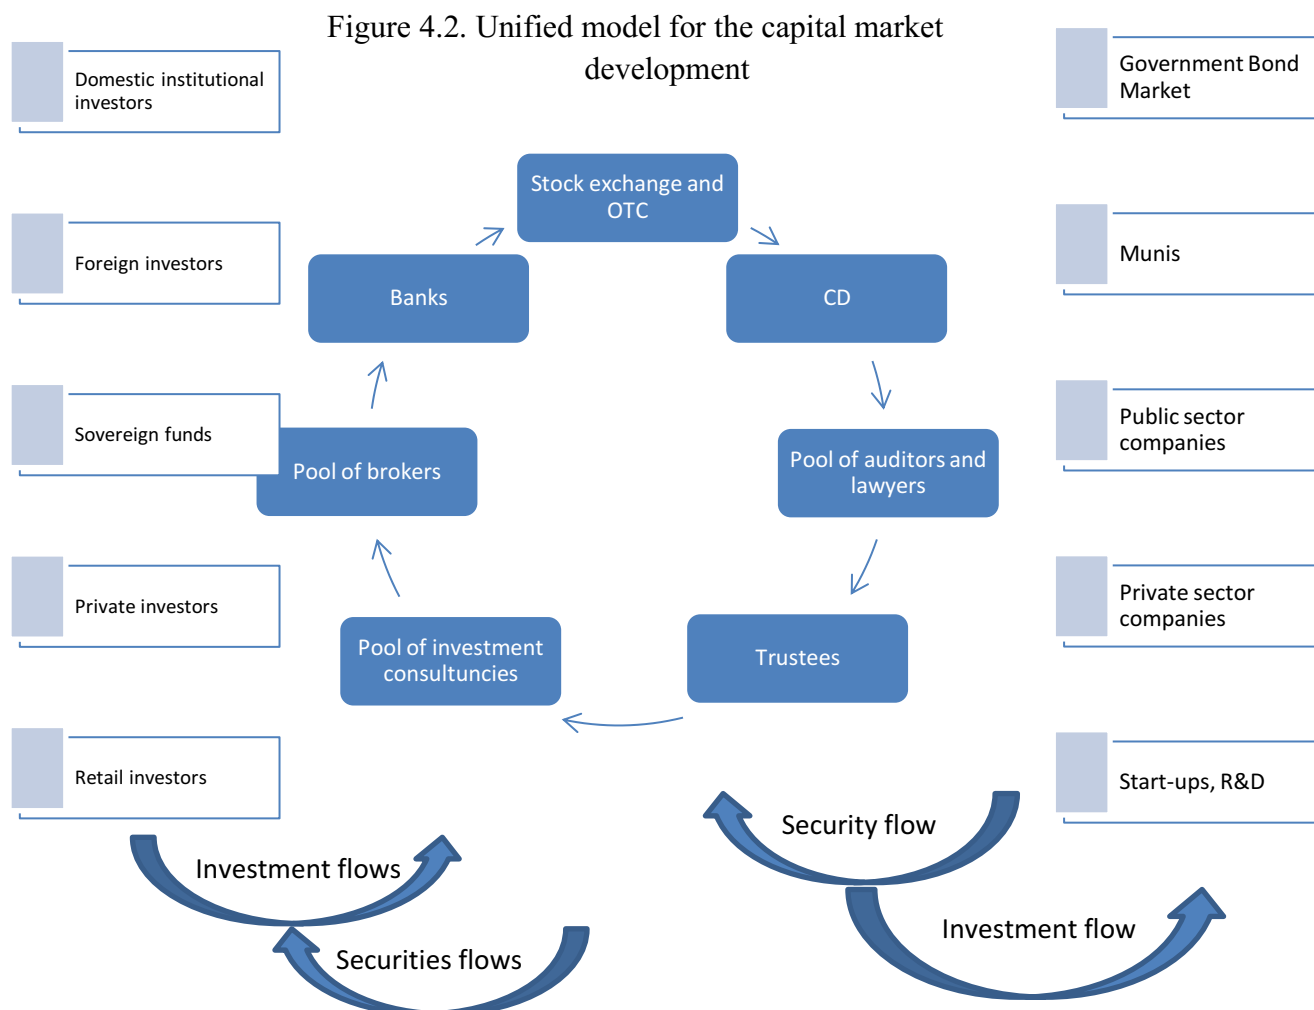 Figure 4.2. Unified model for the capital market
development
Domestic institutional
investors
Foreign investors
Sovereign funds
Private investors
Retail investors
Stock exchange and
OTC
Banks
CD
Pool of brokers
Pool of auditors and
lawyers
Pool of investment
consultuncies
Trustees
Government Bond
Market
Munis
Public sector
companies
Private sector
companies
Start-ups, R&D
Investment flows
Securities flows
Security flow
Investment flow